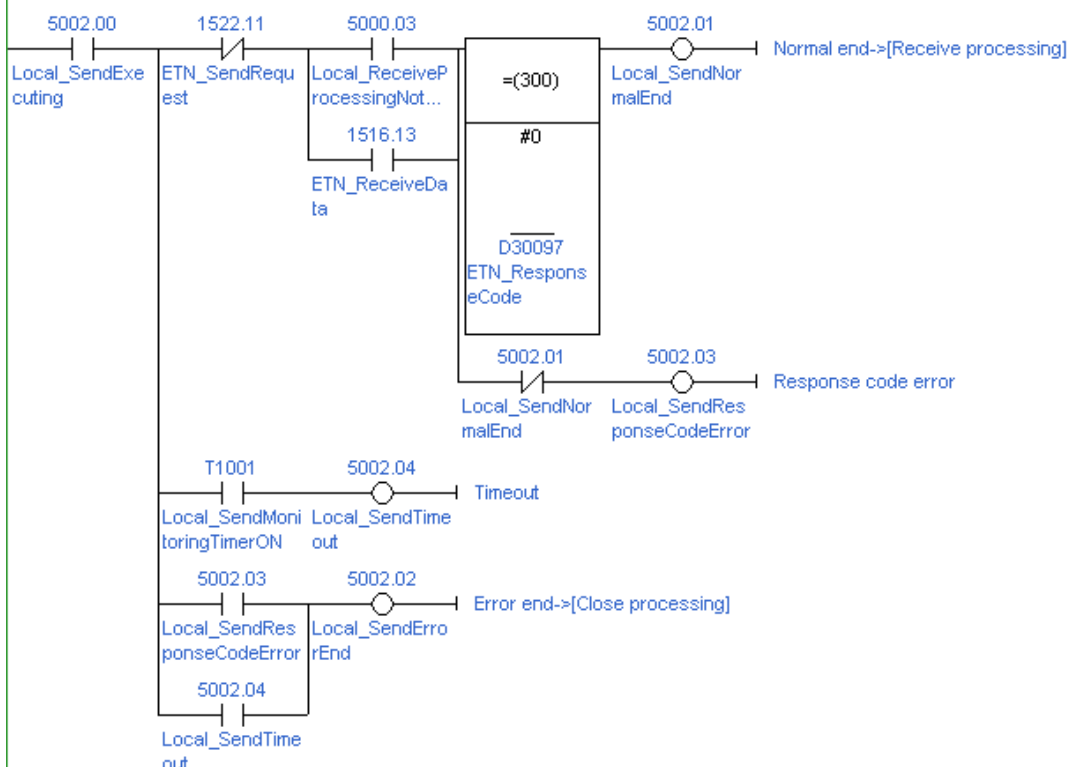 5002.00 1522.11 5000.03 5002.01
Local_SendExe ETN_SendRequ Local_ReceiveP =(300) Local_SendNor Normal end->[Receive processing]
cuting est rocessingNot... malEnd
1516.13 #0
ETN_ReceiveDa
ta
D30097
ETN_Respons
eCode
5002.01 5002.03
Local_SendNor Local_SendRes Response code error
malEnd ponseCodeError
T1001 5002.04
Local_SendMoni Local_SendTime Timeout
toringTimerON out
5002.03 5002.02
Local_SendRes Local_SendErro Error end->[Close processing]
ponseCodeError rEnd
5002.04
Local_SendTime
out